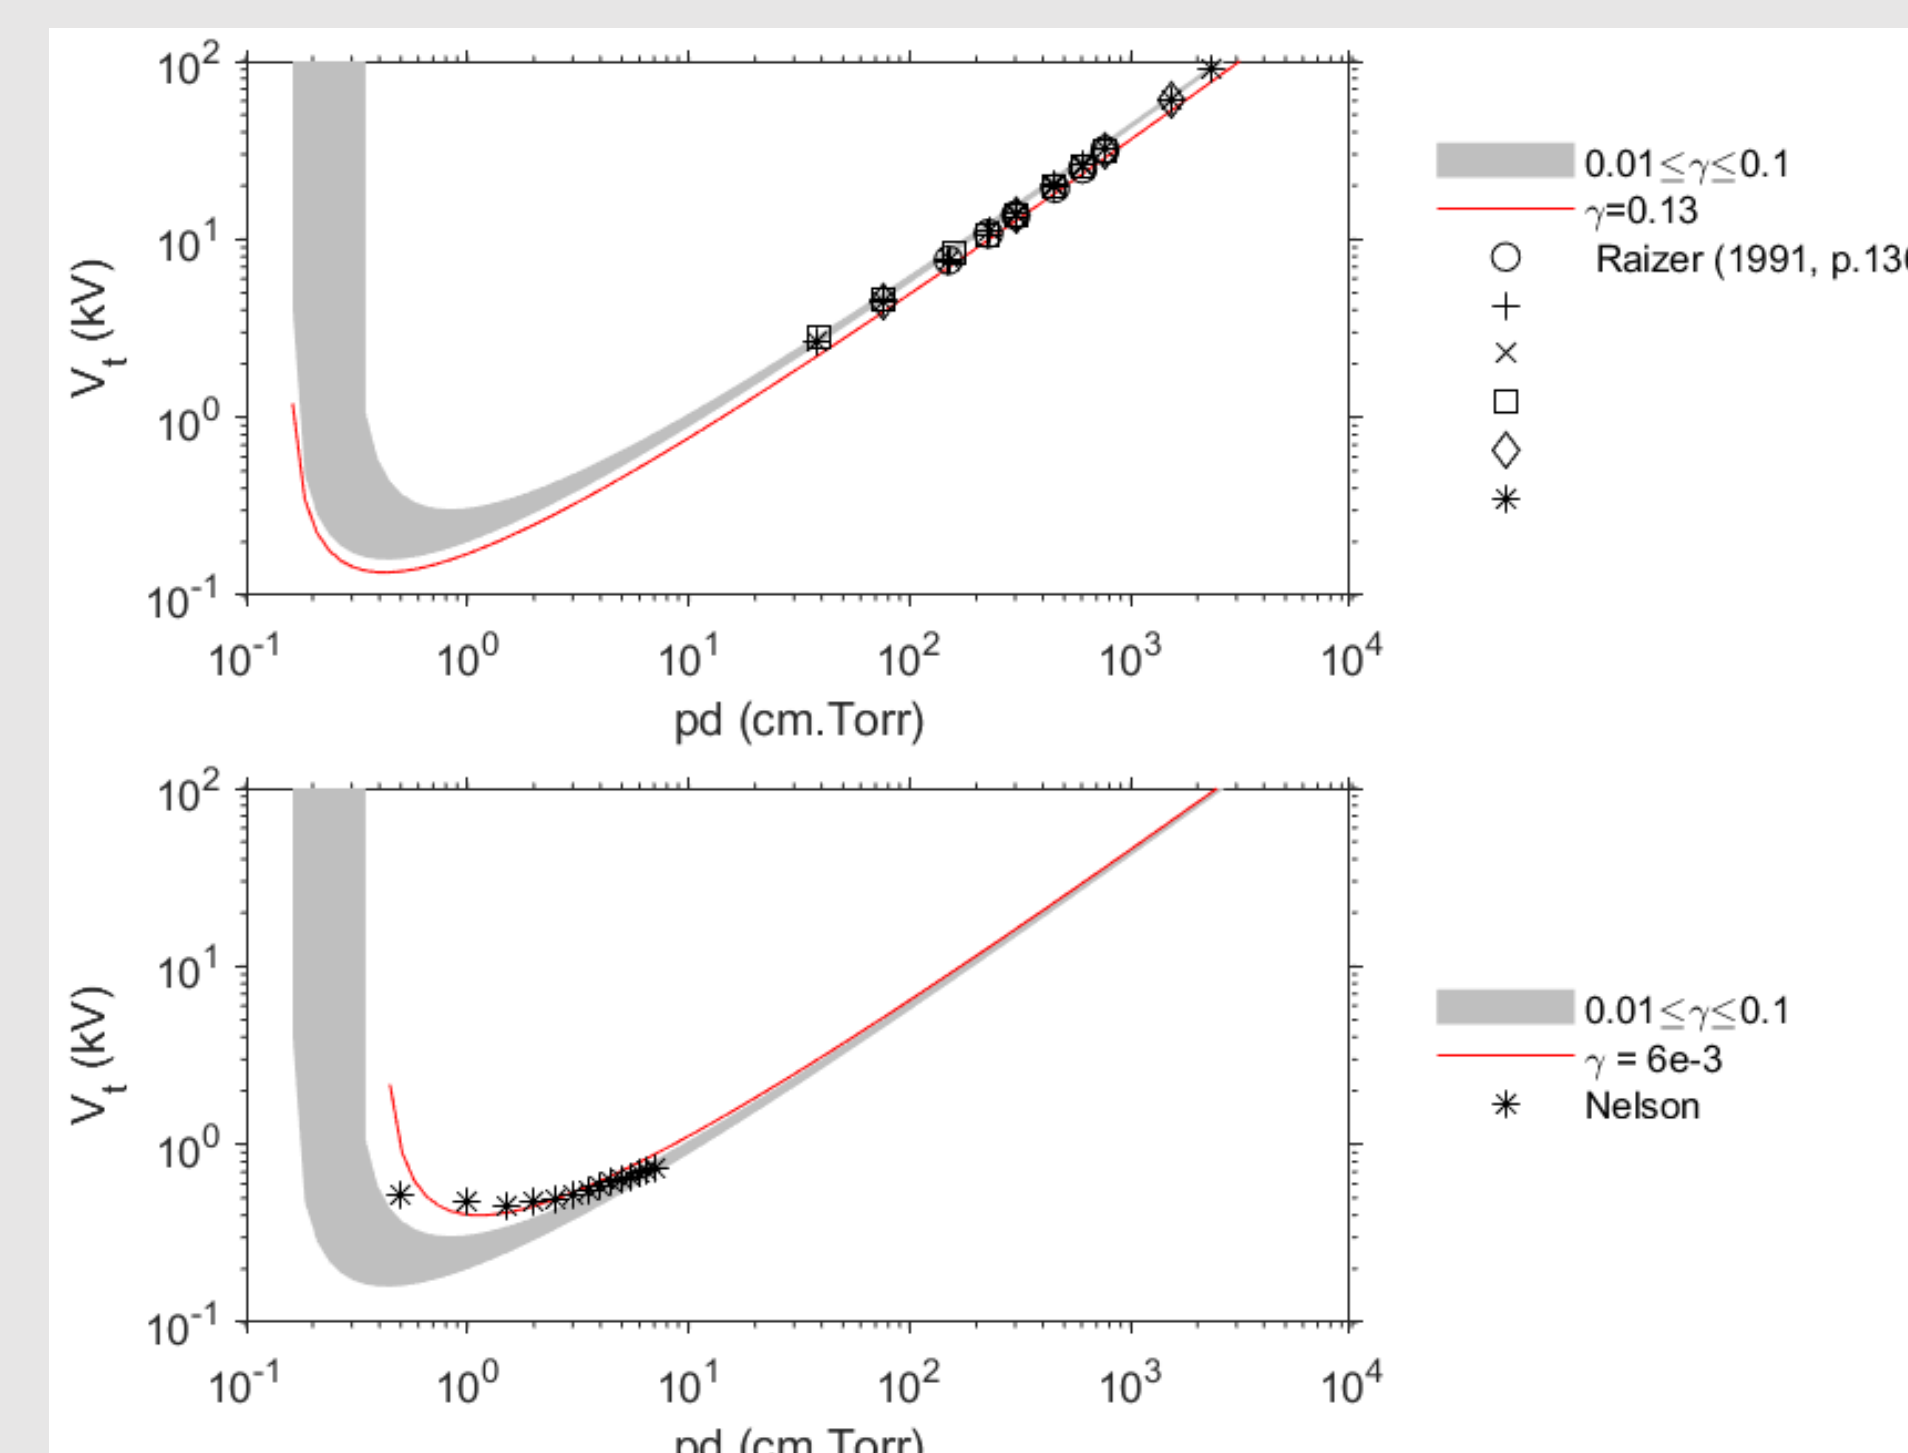 10^2
10^1
10^0
10^-1
V_t (kV)
10^-1 10^0 10^1 10^2 10^3 10^4
pd (cm.Torr)
0.01≤γ≤0.1
γ=0.13
Raizer (1991, p.13
10^2
10^1
10^0
10^-1
V_t (kV)
10^-1 10^0 10^1 10^2 10^3 10^4
pd (cm.Torr)
0.01≤γ≤0.1
γ = 6e-3
Nelson